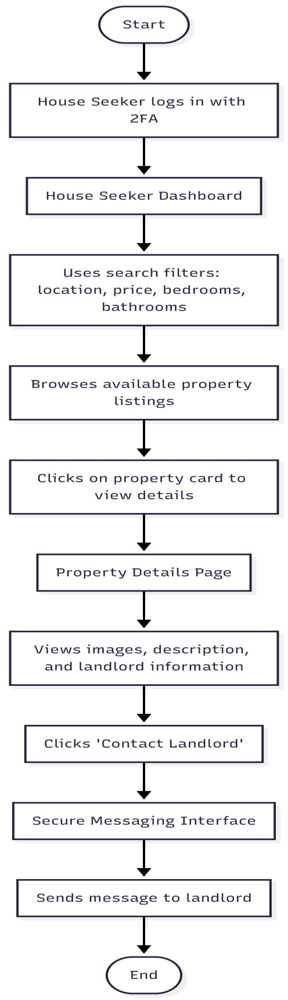 Start
House Seeker logs in with
2FA
House Seeker Dashboard
Uses search filters:
location, price, bedrooms,
bathrooms
Browses available property
listings
Clicks on property card to
view details
Property Details Page
Views images, description,
and landlord information
Clicks 'Contact Landlord'
Secure Messaging Interface
Sends message to landlord
End